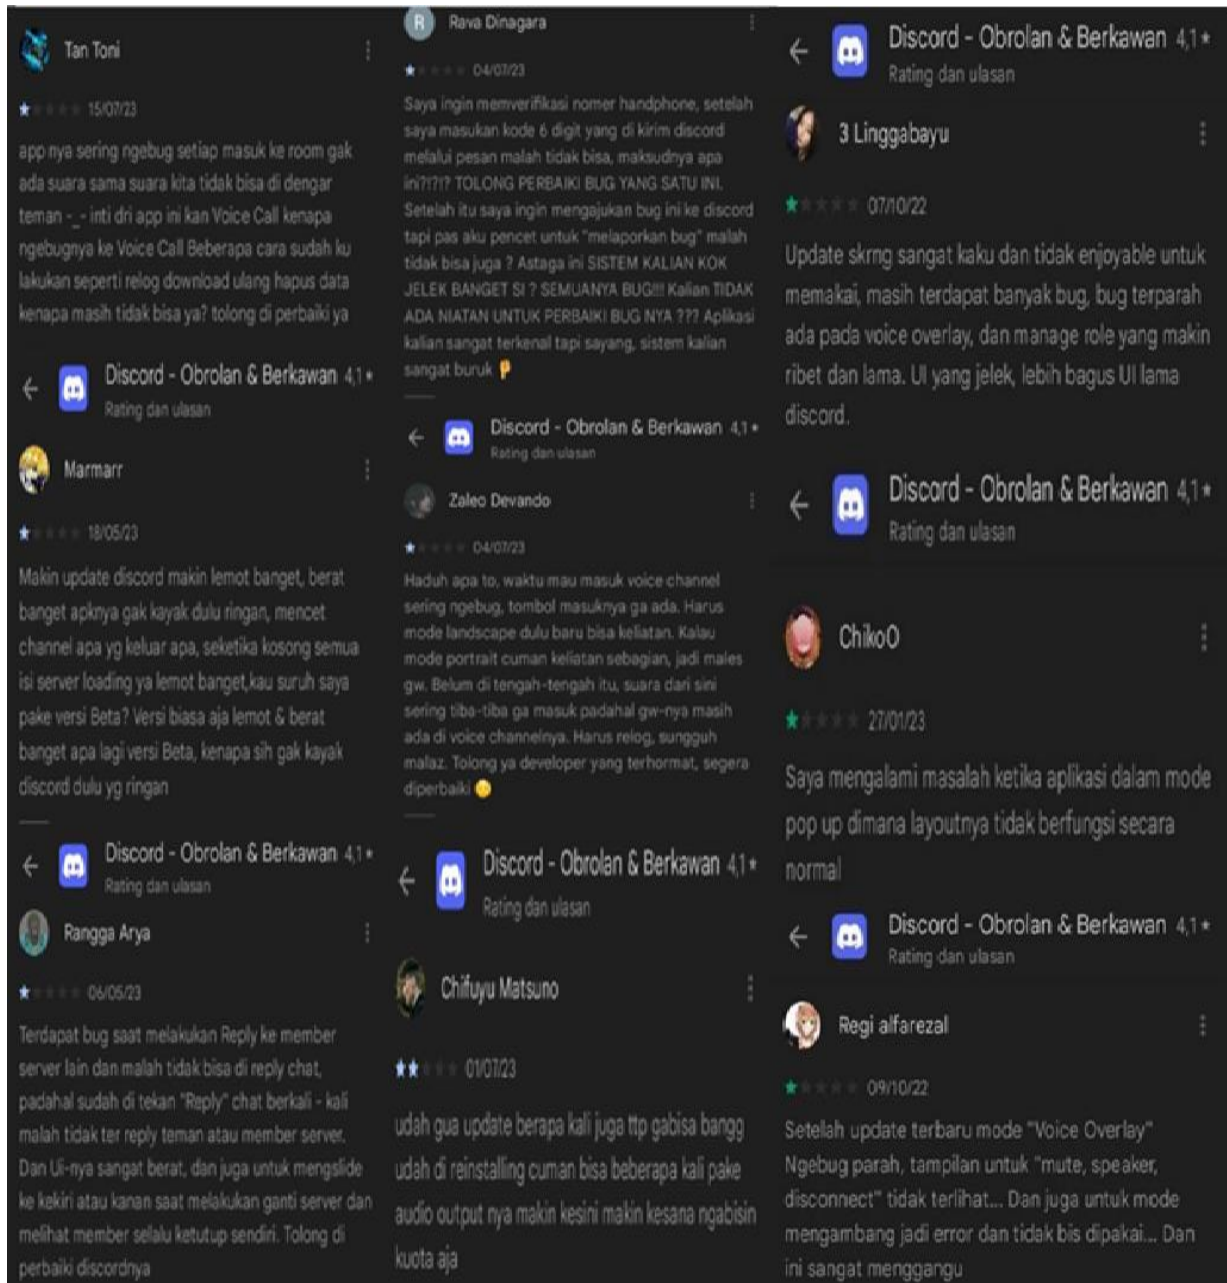 Tan Toni
15/07/23
app nya sering ngebug setiap masuk ke room gak
ada suara sama suara kita tidak bisa di dengar
teman -_- inti dri app ini kan Voice Call kenapa
ngebugnya ke Voice Call Beberapa cara sudah ku
lakukan seperti relog download ulang hapus data
kenapa masih tidak bisa ya? tolong di perbaiki ya
Discord - Obrolan & Berkawan 4,1★
Rating dan ulasan
Marmarr
18/05/23
Makin update discord makin lemot banget, berat
banget apknya gak kayak dulu ringan, mencet
channel apa yg keluar apa, seketika kosong semua
isi server loading ya lemot banget,kau suruh saya
pake versi Beta? Versi biasa aja lemot & berat
banget apa lagi versi Beta, kenapa sih gak kayak
discord dulu yg ringan
Discord - Obrolan & Berkawan 4,1★
Rating dan ulasan
Rangga Arya
06/05/23
Terdapat bug saat melakukan Reply ke member
server lain dan malah tidak bisa di reply chat,
padahal sudah di tekan "Reply" chat berkali - kali
malah tidak ter reply teman atau member server.
Dan Ui-nya sangat berat, dan juga untuk mengslide
ke kekiri atau kanan saat melakukan ganti server dan
melihat member selalu ketutup sendiri. Tolong di
perbaiki discordnya
R Rava Dinagara
04/07/23
Saya ingin memverifikasi nomer handphone, setelah
saya masukan kode 6 digit yang di kirim discord
melalui pesan malah tidak bisa, maksudnya apa
ini?!?!? TOLONG PERBAIKI BUG YANG SATU INI.
Setelah itu saya ingin mengajukan bug ini ke discord
tapi pas aku pencet untuk "melaporkan bug" malah
tidak bisa juga ? Astaga ini SISTEM KALIAN KOK
JELEK BANGET SI ? SEMUANYA BUG!!! Kalian TIDAK
ADA NIATAN UNTUK PERBAIKI BUG NYA ??? Aplikasi
kalian sangat terkenal tapi sayang, sistem kalian
sangat buruk 👎
Discord - Obrolan & Berkawan 4,1★
Rating dan ulasan
Zaleo Devando
04/07/23
Haduh apa to, waktu mau masuk voice channel
sering ngebug, tombol masuknya ga ada. Harus
mode landscape dulu baru bisa keliatan. Kalau
mode portrait cuman keliatan sebagian, jadi males
gw. Belum di tengah-tengah itu, suara dari sini
sering tiba-tiba ga masuk padahal gw-nya masih
ada di voice channelnya. Harus relog, sungguh
malaz. Tolong ya developer yang terhormat, segera
diperbaiki
Discord - Obrolan & Berkawan 4,1★
Rating dan ulasan
Chifuyu Matsuno
01/07/23
udah gua update berapa kali juga ttp gabisa bangg
udah di reinstalling cuman bisa beberapa kali pake
audio output nya makin kesini makin kesana ngabisin
kuota aja
Discord - Obrolan & Berkawan 4,1★
Rating dan ulasan
3 Linggabayu
07/10/22
Update skrng sangat kaku dan tidak enjoyable untuk
memakai, masih terdapat banyak bug, bug terparah
ada pada voice overlay, dan manage role yang makin
ribet dan lama. UI yang jelek, lebih bagus UI lama
discord.
Discord - Obrolan & Berkawan 4,1★
Rating dan ulasan
ChikoO
27/01/23
Saya mengalami masalah ketika aplikasi dalam mode
pop up dimana layoutnya tidak berfungsi secara
normal
Discord - Obrolan & Berkawan 4,1★
Rating dan ulasan
Regi alfarezal
09/10/22
Setelah update terbaru mode "Voice Overlay"
Ngebug parah, tampilan untuk "mute, speaker,
disconnect" tidak terlihat... Dan juga untuk mode
mengambang jadi error dan tidak bis dipakai... Dan
ini sangat menggangu